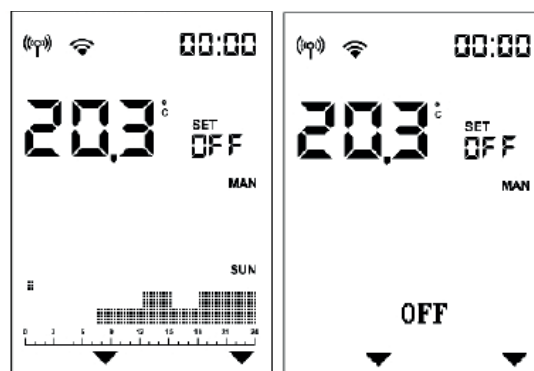 00:00
20,3 °C
SET
OFF
MAN
SUN
0 3 6 9 12 15 18 21 24
00:00
20,3 °C
SET
OFF
MAN
OFF